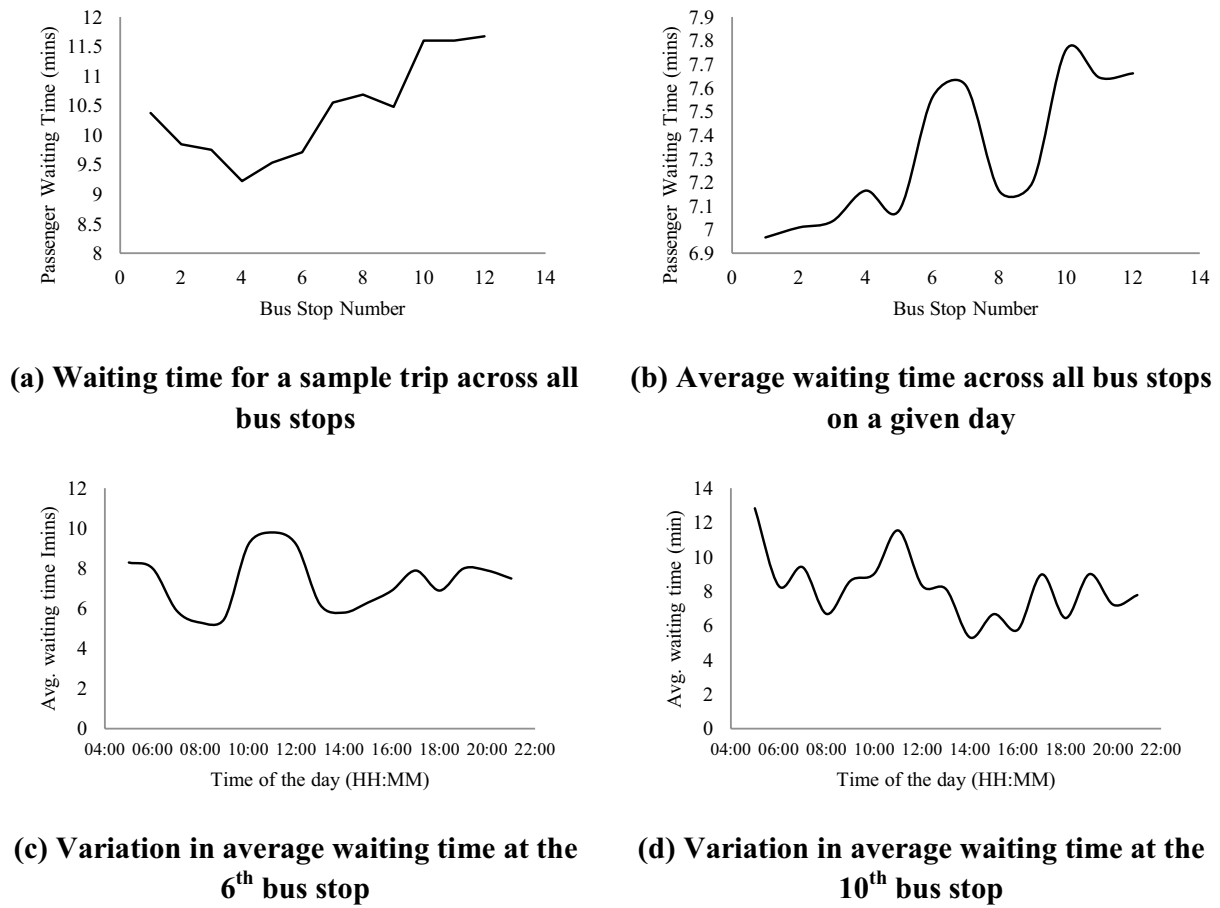 12
11.5
11
10.5
10
9.5
9
8.5
8
0 2 4 6 8 10 12 14
Passenger Waiting Time (mins)
Bus Stop Number
(a) Waiting time for a sample trip across all
bus stops
7.9
7.8
7.7
7.6
7.5
7.4
7.3
7.2
7.1
7
6.9
0 2 4 6 8 10 12 14
Passenger Waiting Time (mins)
Bus Stop Number
(b) Average waiting time across all bus stops
on a given day
12
10
8
6
4
2
0
04:00 06:00 08:00 10:00 12:00 14:00 16:00 18:00 20:00 22:00
Avg. waiting time Imins)
Time of the day (HH:MM)
(c) Variation in average waiting time at the
6th bus stop
14
12
10
8
6
4
2
0
04:00 06:00 08:00 10:00 12:00 14:00 16:00 18:00 20:00 22:00
Avg. waiting time (min)
Time of the day (HH:MM)
(d) Variation in average waiting time at the
10th bus stop